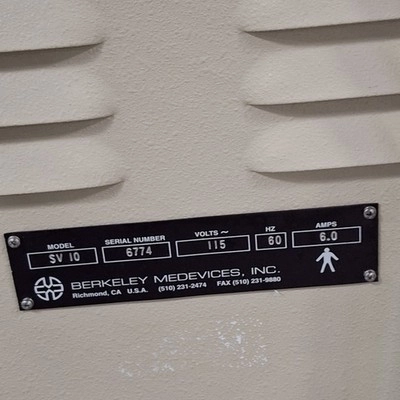 MODEL SERIAL NUMBER VOLTS ~ HZ AMPS
SV 10 6774 115 60 6.0
BERKELEY MEDEVICES, INC.
Richmond, CA U.S.A. (510) 231-2474 FAX (510) 231-9880